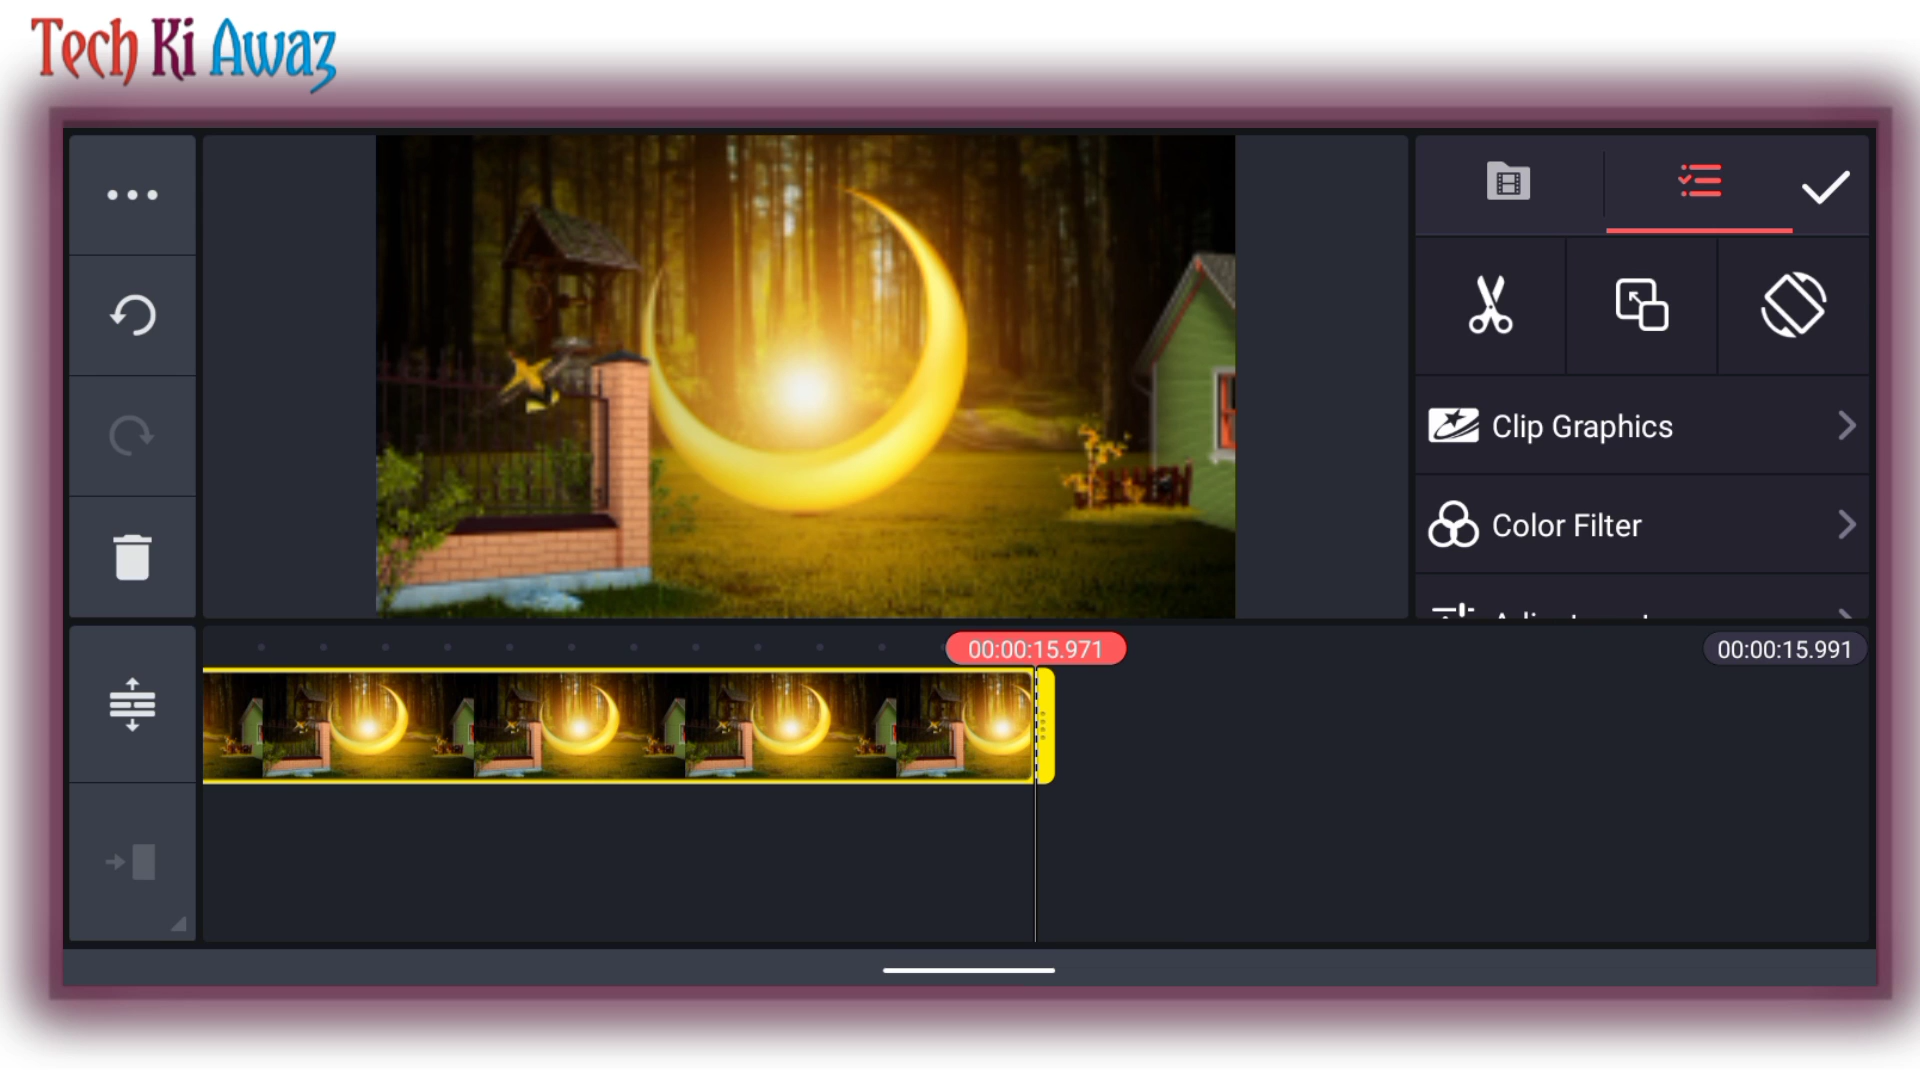 Tech Ki Awaz
Clip Graphics
Color Filter
00:00:15.971
00:00:15.991